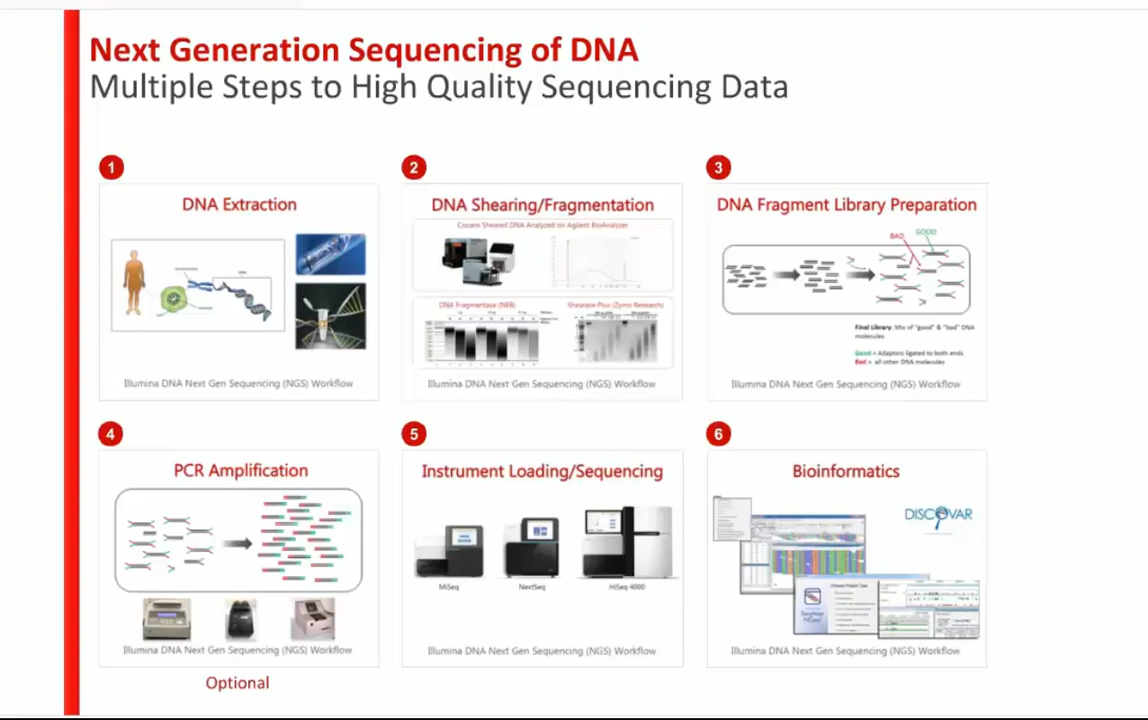 Next Generation Sequencing of DNA
Multiple Steps to High Quality Sequencing Data
1
DNA Extraction
Illumina DNA Next Gen Sequencing (NGS) Workflow
2
DNA Shearing/Fragmentation
Covaris Sheared DNA Analyzed on Agilent BioAnalyzer
DNA Fragmentase (NEB)
Shearase Plus (Zymo Research)
Illumina DNA Next Gen Sequencing (NGS) Workflow
3
DNA Fragment Library Preparation
BAD
GOOD
Final Library: Mix of "good" & "bad" DNA
molecules
Good = Adaptors ligated to both ends
Bad = all other DNA molecules
Illumina DNA Next Gen Sequencing (NGS) Workflow
4
PCR Amplification
Illumina DNA Next Gen Sequencing (NGS) Workflow
Optional
5
Instrument Loading/Sequencing
MiSeq
NextSeq
HiSeq 4000
Illumina DNA Next Gen Sequencing (NGS) Workflow
6
Bioinformatics
DISCOVAR
Illumina DNA Next Gen Sequencing (NGS) Workflow